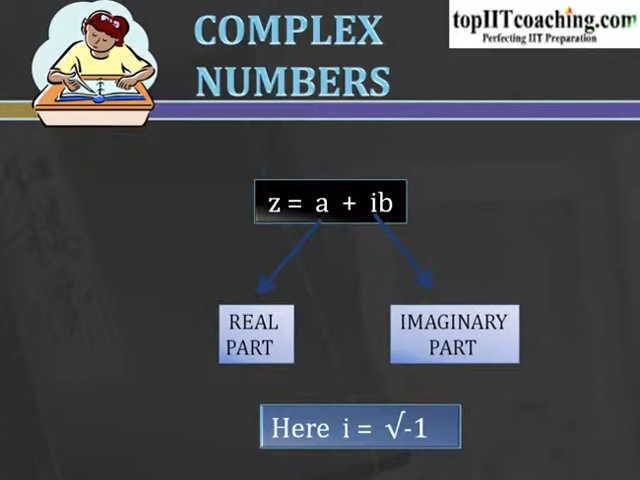 COMPLEX
NUMBERS
topIITcoaching.com
Perfecting IIT Preparation
z = a + ib
REAL
PART
IMAGINARY
PART
Here i = √-1